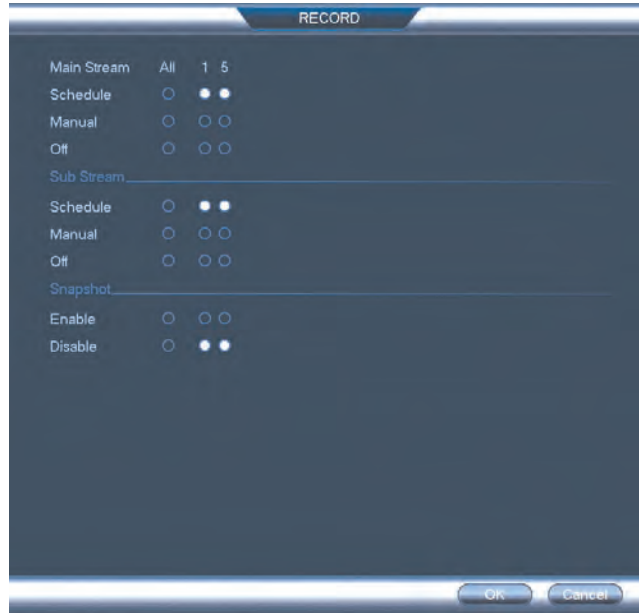 RECORD
Main Stream All 1 5
Schedule
Manual
Off
Sub Stream
Schedule
Manual
Off
Snapshot
Enable
Disable
OK Cancel